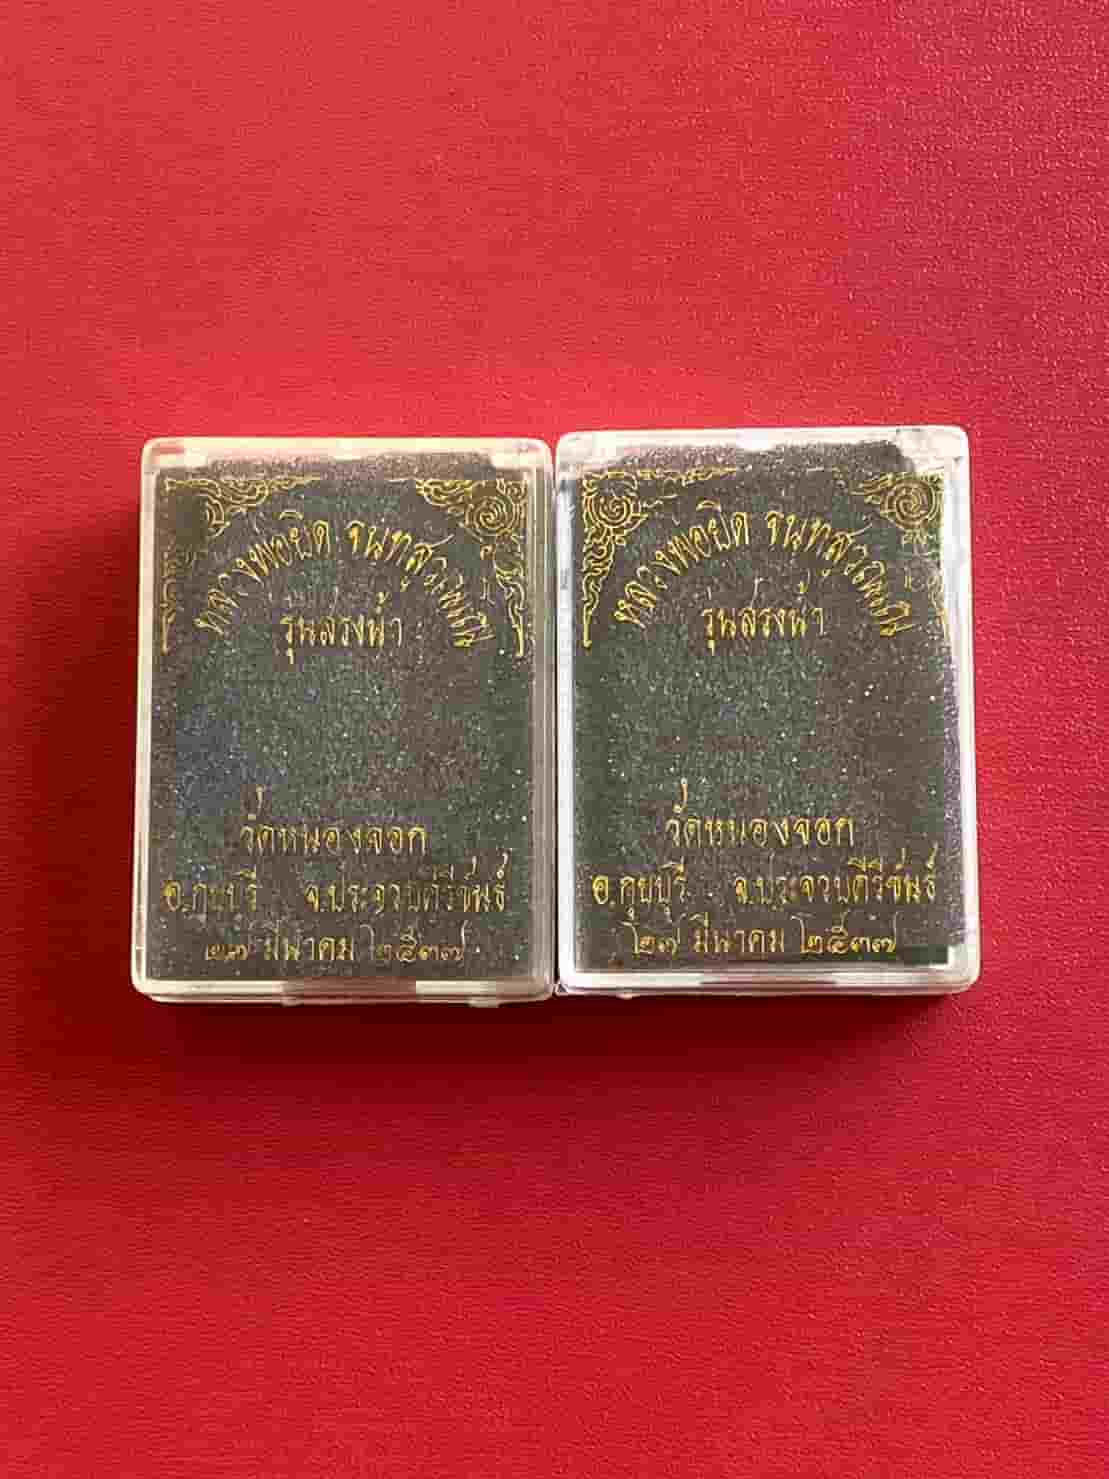 หลวงพ่อยิด จนฺทสุวณฺโณ
รุ่นสรงน้ำ
วัดหนองจอก
อ.กุยบุรี จ.ประจวบคีรีขันธ์
๒๗ มีนาคม ๒๕๓๗
หลวงพ่อยิด จนฺทสุวณฺโณ
รุ่นสรงน้ำ
วัดหนองจอก
อ.กุยบุรี จ.ประจวบคีรีขันธ์
๒๗ มีนาคม ๒๕๓๗